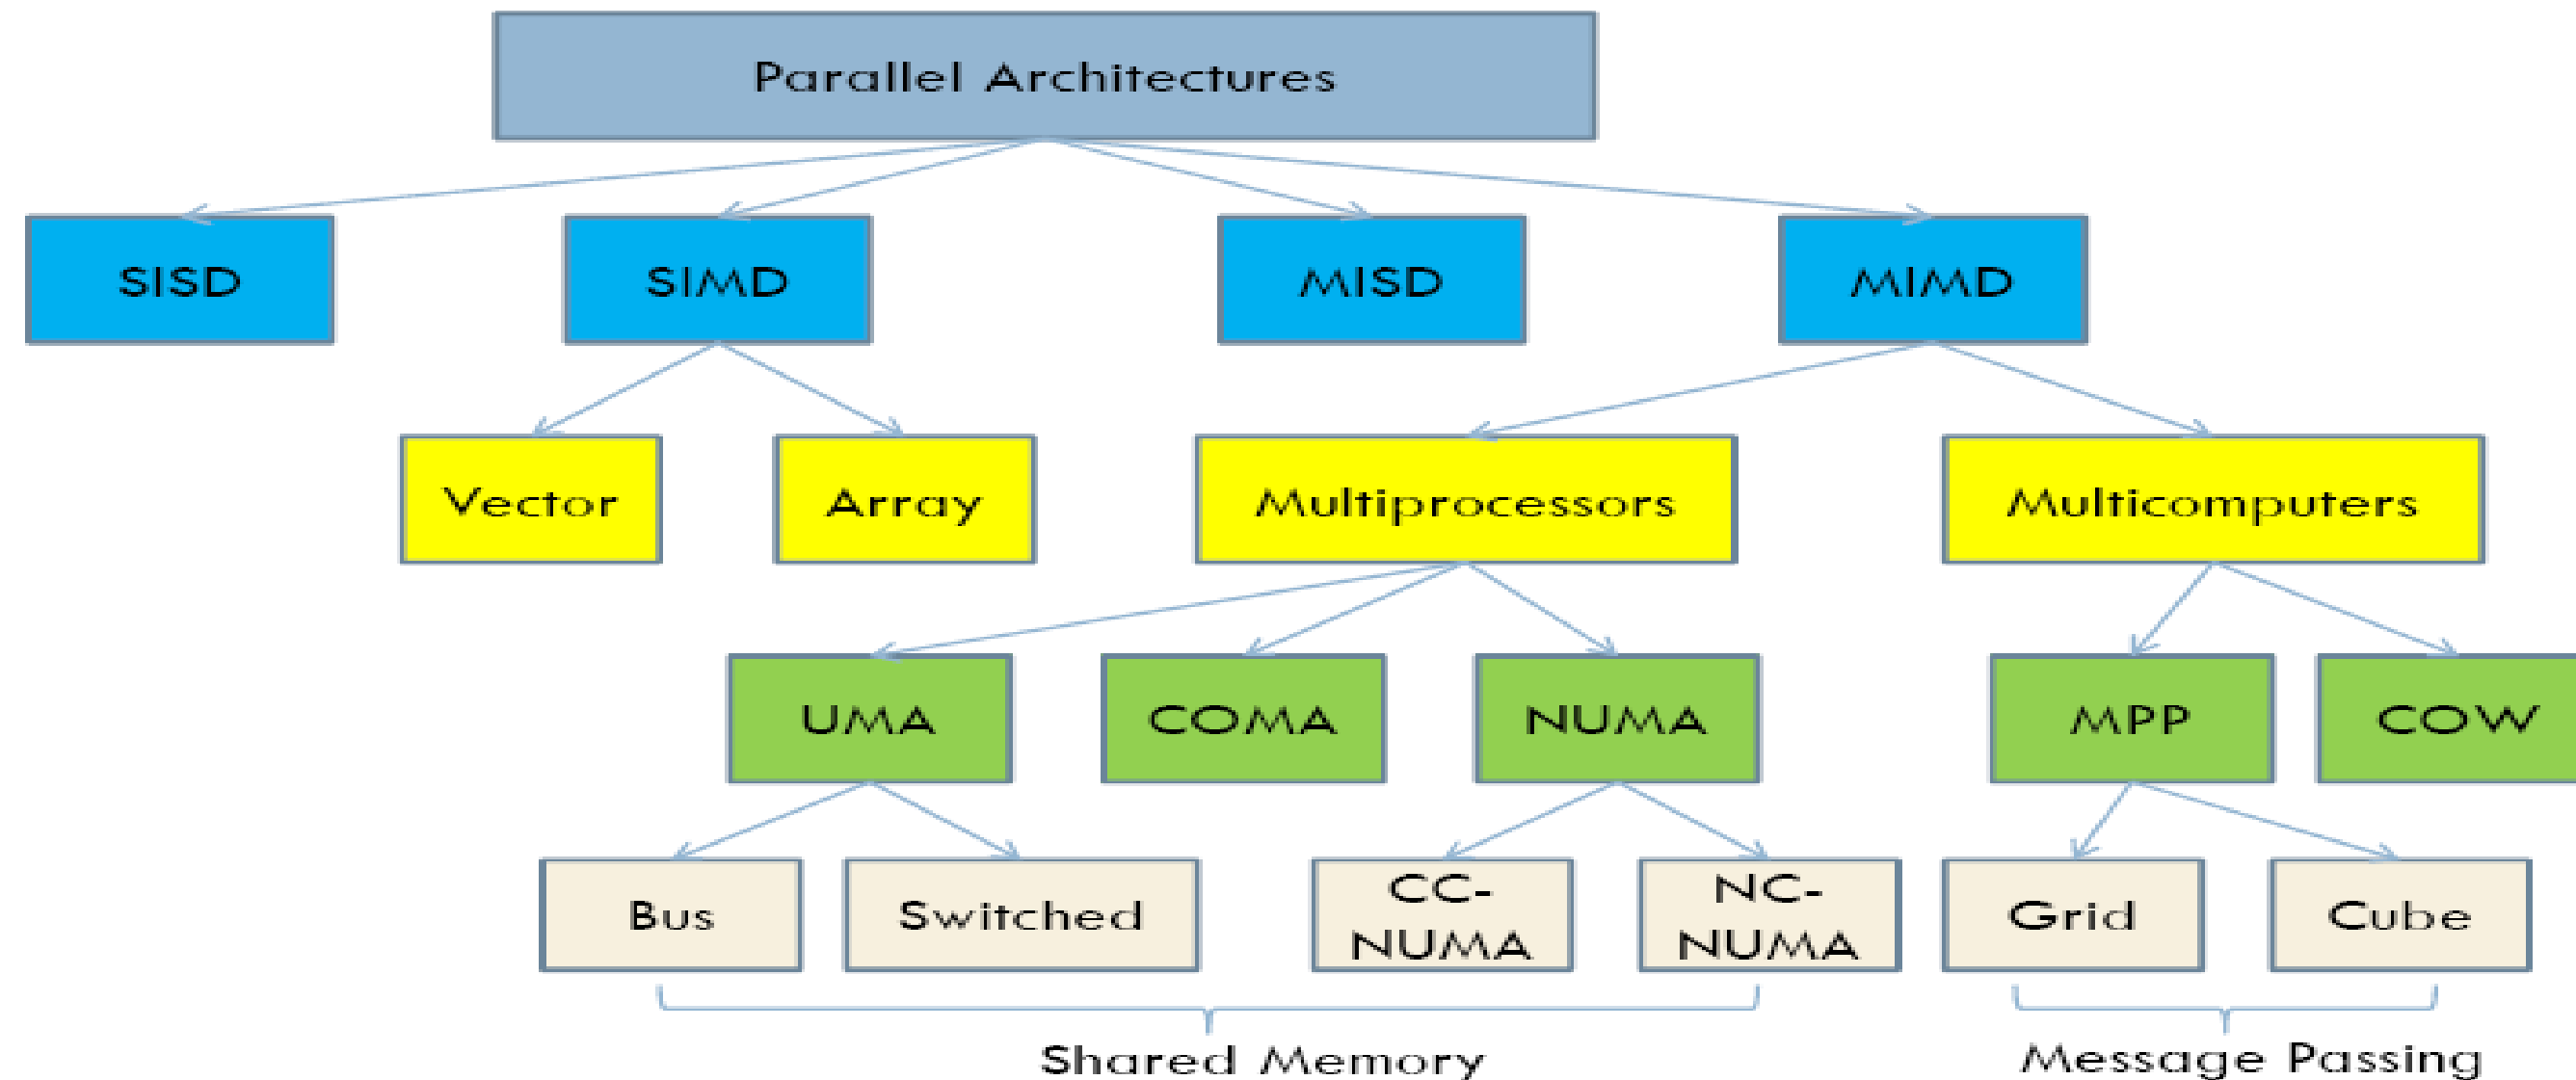 Parallel Architectures
SISD
SIMD
MISD
MIMD
Vector
Array
Multiprocessors
Multicomputers
UMA
COMA
NUMA
MPP
COW
Bus
Switched
CC-
NUMA
NC-
NUMA
Grid
Cube
Shared Memory
Message Passing